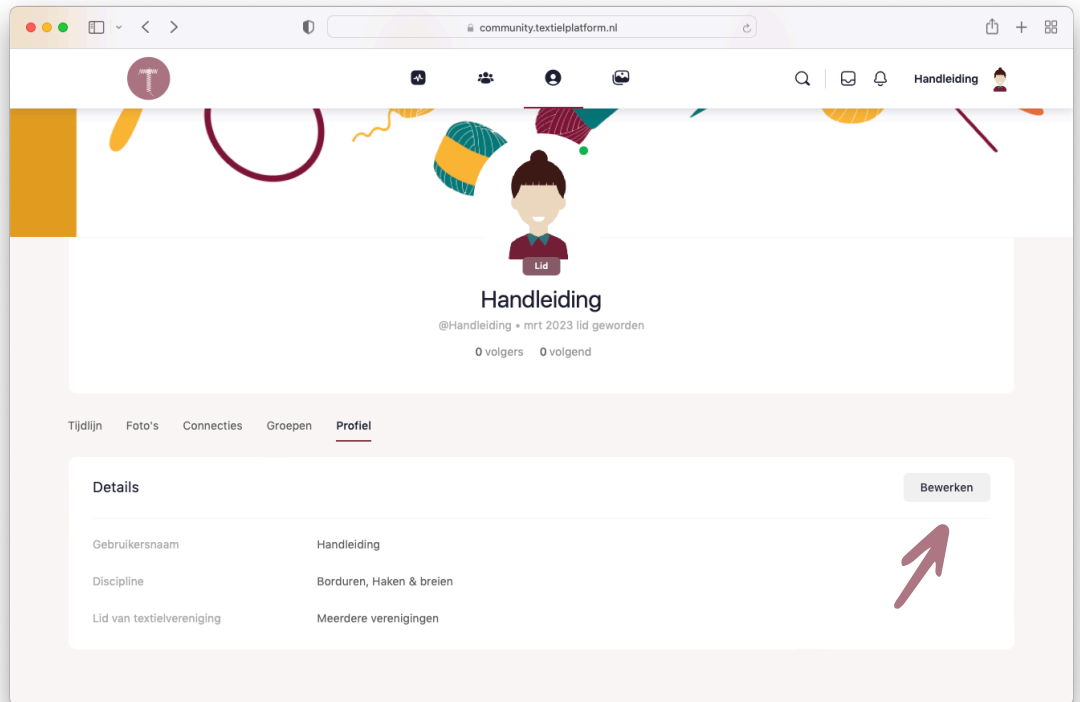 community.textielplatform.nl
T
Handleiding
Lid
Handleiding
@Handleiding • mrt 2023 lid geworden
0 volgers 0 volgend
Tijdlijn Foto's Connecties Groepen Profiel
Details
Bewerken
Gebruikersnaam Handleiding
Discipline Borduren, Haken & breien
Lid van textielvereniging Meerdere verenigingen